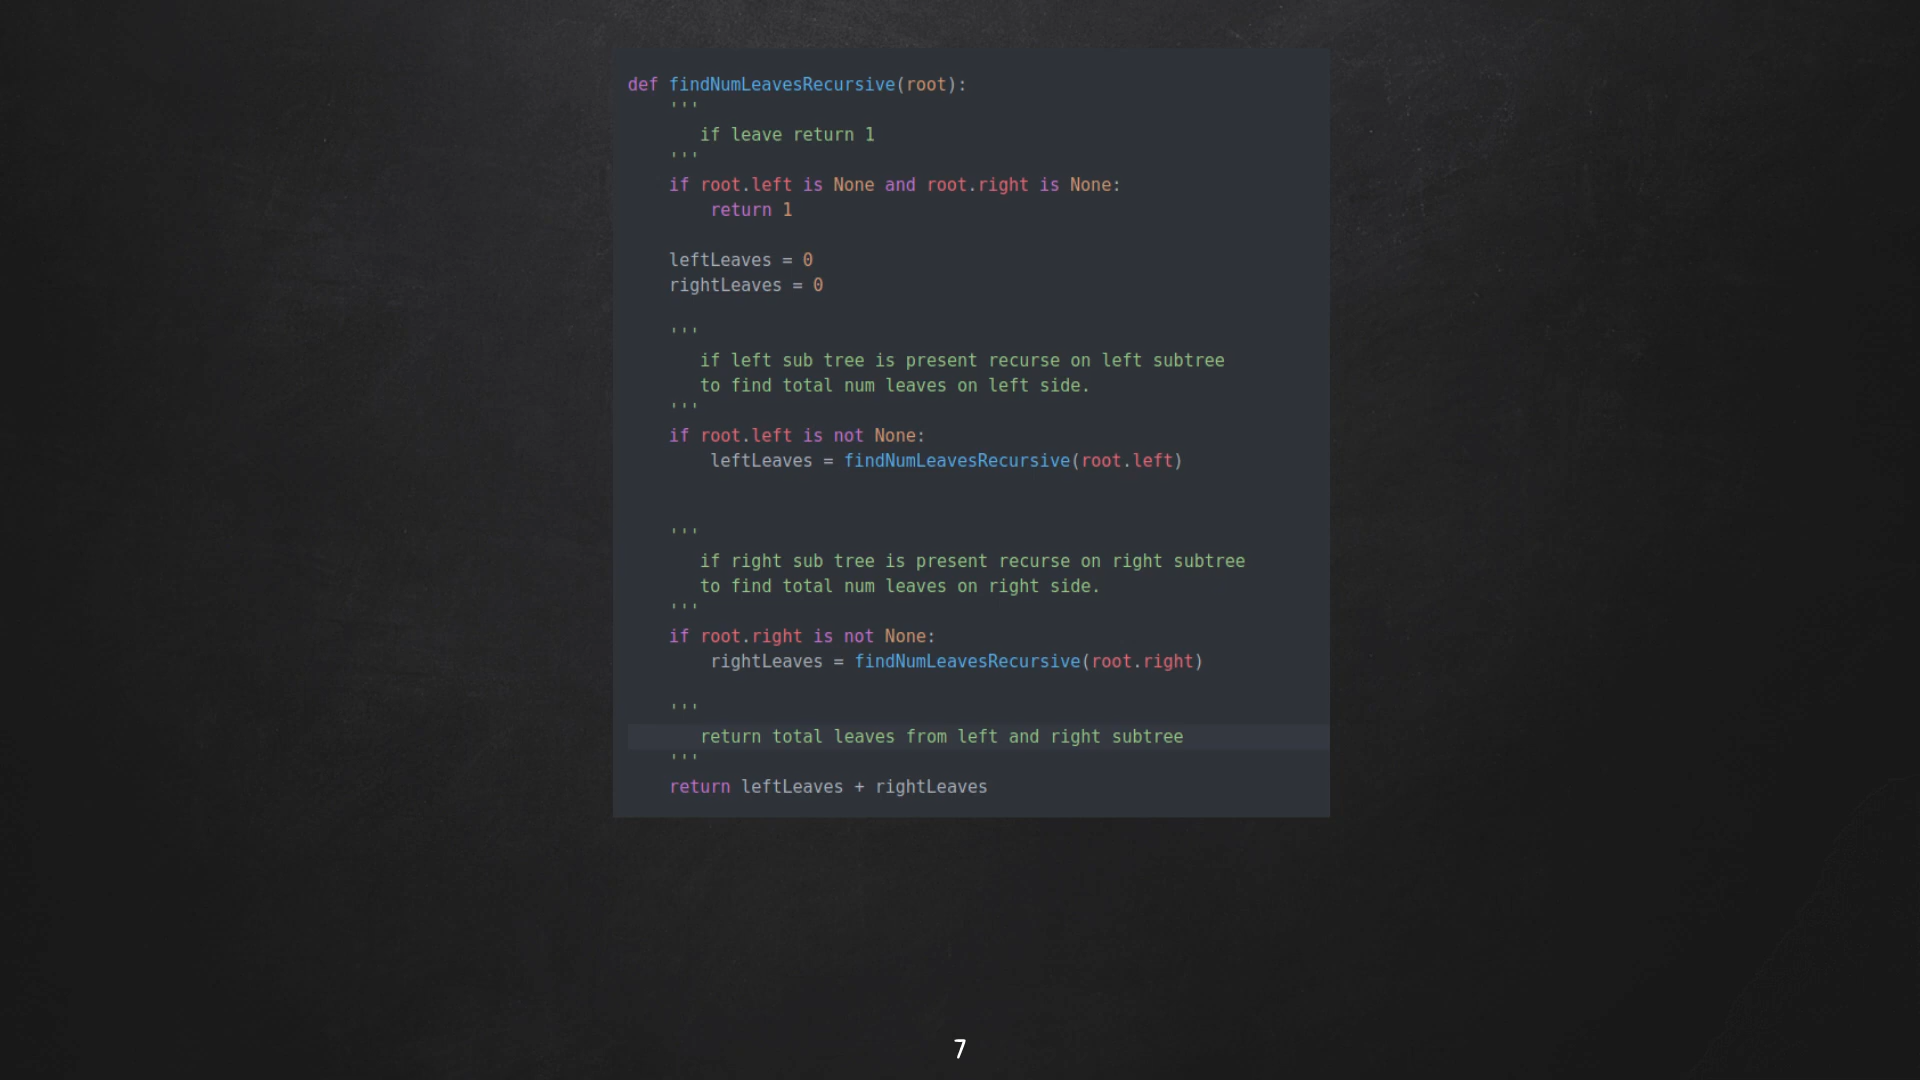 def findNumLeavesRecursive(root):
    '''
       if leave return 1
    '''
    if root.left is None and root.right is None:
        return 1
    leftLeaves = 0
    rightLeaves = 0
    '''
       if left sub tree is present recurse on left subtree
       to find total num leaves on left side.
    '''
    if root.left is not None:
        leftLeaves = findNumLeavesRecursive(root.left)
    '''
       if right sub tree is present recurse on right subtree
       to find total num leaves on right side.
    '''
    if root.right is not None:
        rightLeaves = findNumLeavesRecursive(root.right)
    '''
       return total leaves from left and right subtree
    '''
    return leftLeaves + rightLeaves
7